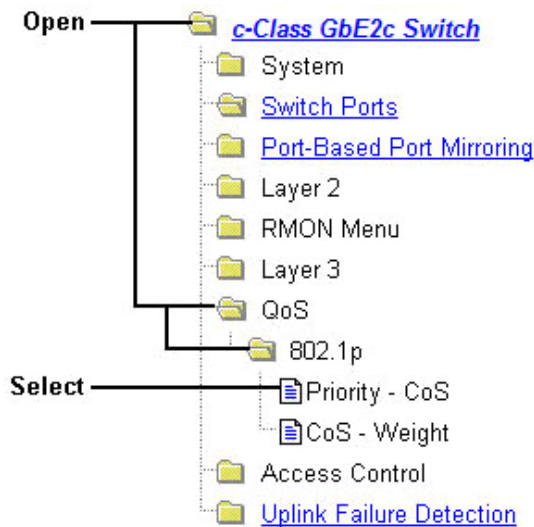 Open c-Class GbE2c Switch
System
Switch Ports
Port-Based Port Mirroring
Layer 2
RMON Menu
Layer 3
QoS
802.1p
Select Priority - CoS
CoS - Weight
Access Control
Uplink Failure Detection